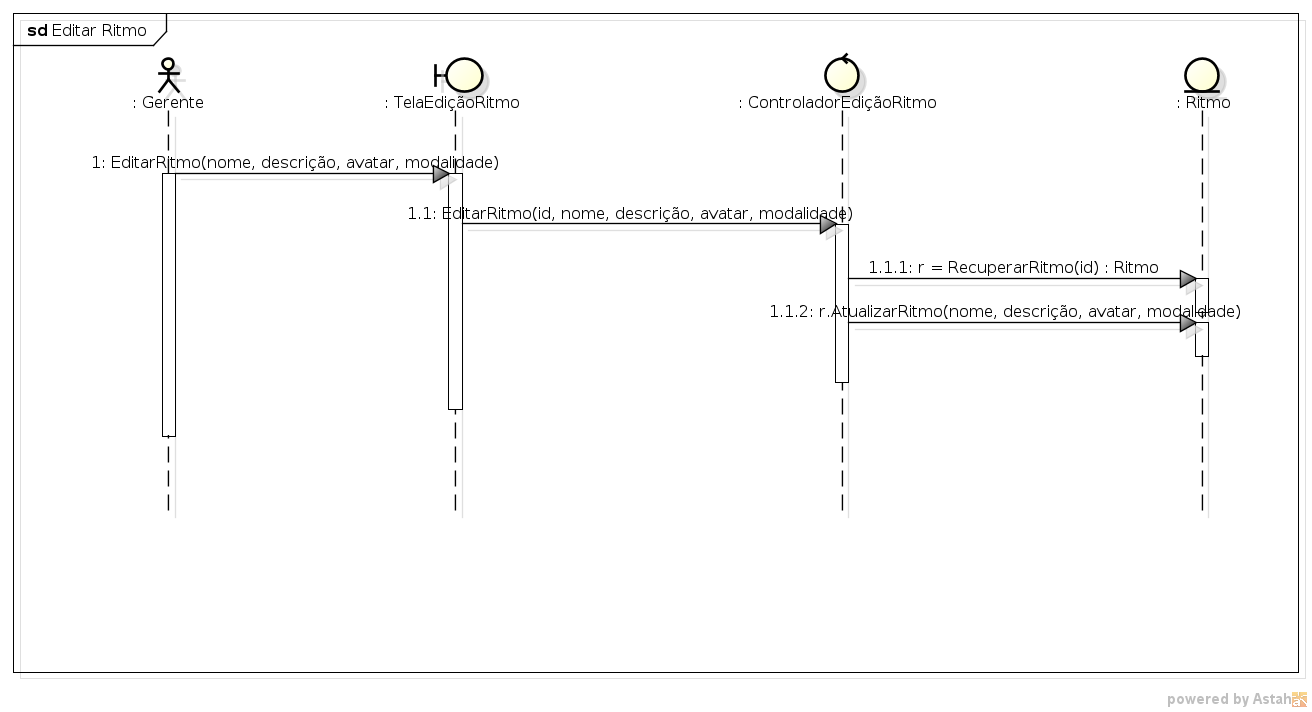 sd Editar Ritmo
: Gerente
: TelaEdiçãoRitmo
: ControladorEdiçãoRitmo
: Ritmo
1: EditarRitmo(nome, descrição, avatar, modalidade)
1.1: EditarRitmo(id, nome, descrição, avatar, modalidade)
1.1.1: r = RecuperarRitmo(id) : Ritmo
1.1.2: r.AtualizarRitmo(nome, descrição, avatar, modalidade)
powered by Astah